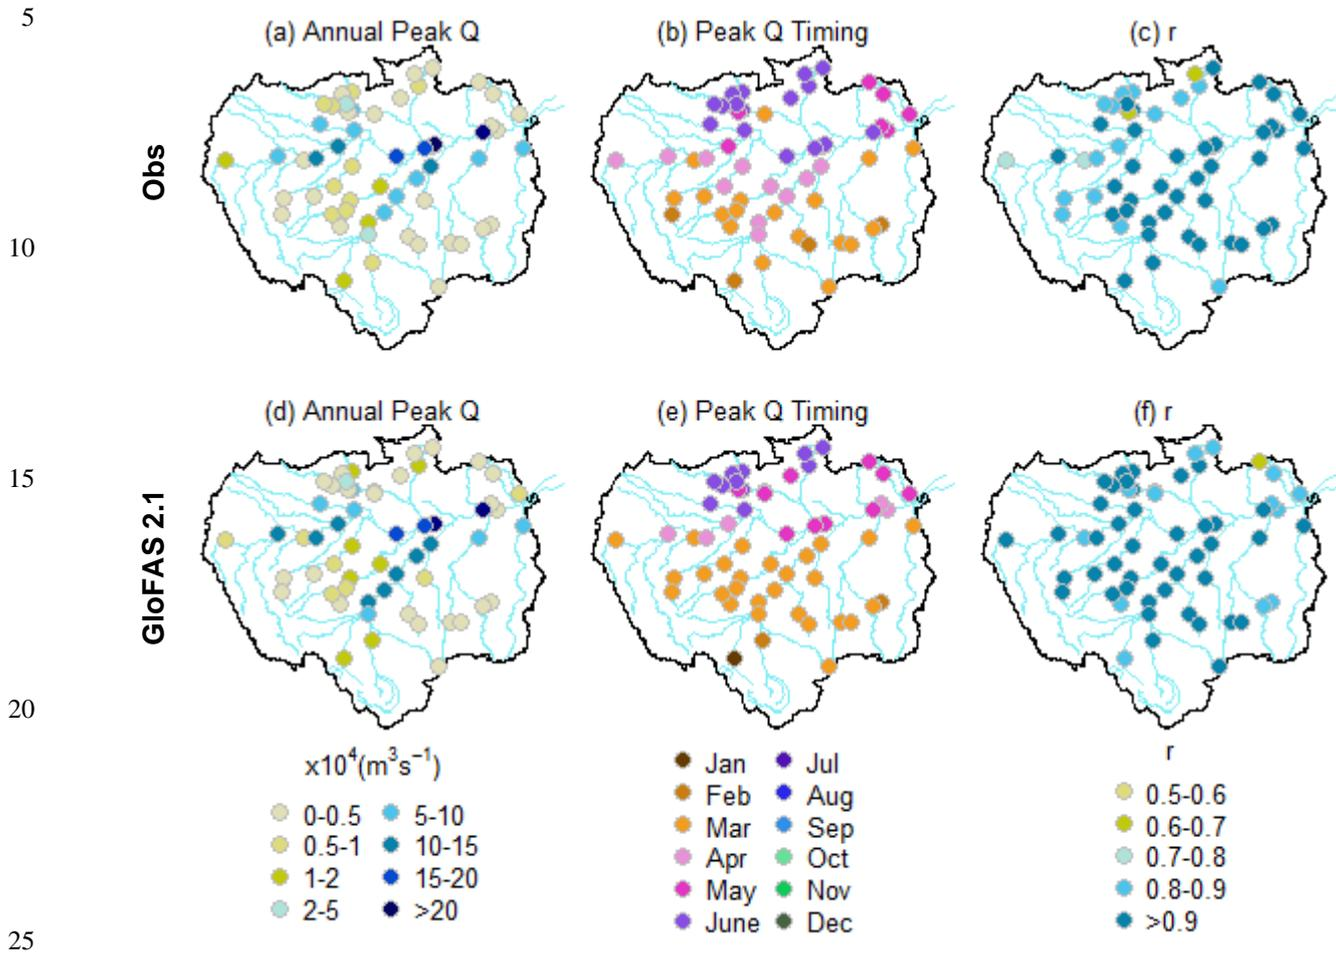 5
(a) Annual Peak Q (b) Peak Q Timing (c) r
Obs
10
(d) Annual Peak Q (e) Peak Q Timing (f) r
15
GloFAS 2.1
20
x10⁴(m³s⁻¹)
0-0.5 5-10
0.5-1 10-15
1-2 15-20
2-5 >20
Jan Jul
Feb Aug
Mar Sep
Apr Oct
May Nov
June Dec
r
0.5-0.6
0.6-0.7
0.7-0.8
0.8-0.9
>0.9
25